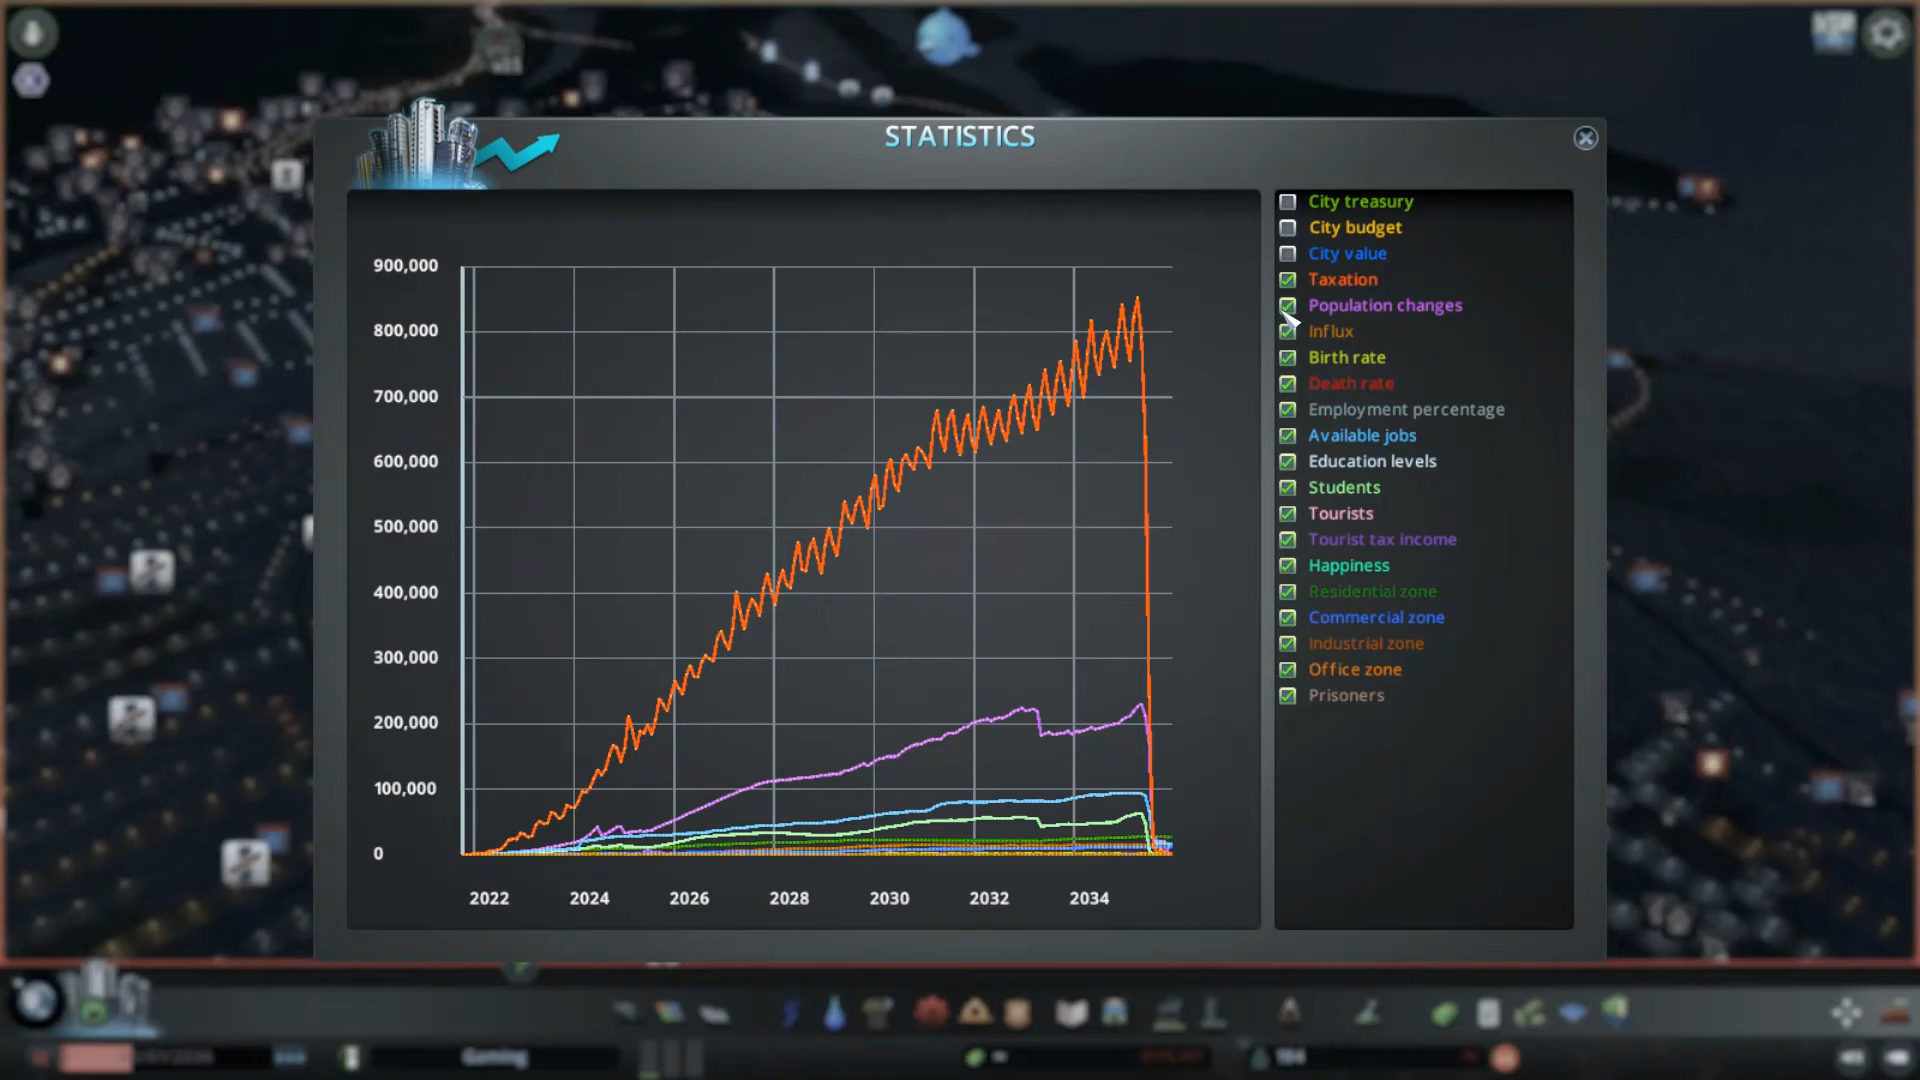 STATISTICS
900,000
800,000
700,000
600,000
500,000
400,000
300,000
200,000
100,000
0
2022 2024 2026 2028 2030 2032 2034
City treasury
City budget
City value
Taxation
Population changes
Influx
Birth rate
Death rate
Employment percentage
Available jobs
Education levels
Students
Tourists
Tourist tax income
Happiness
Residential zone
Commercial zone
Industrial zone
Office zone
Prisoners
Gaming
184